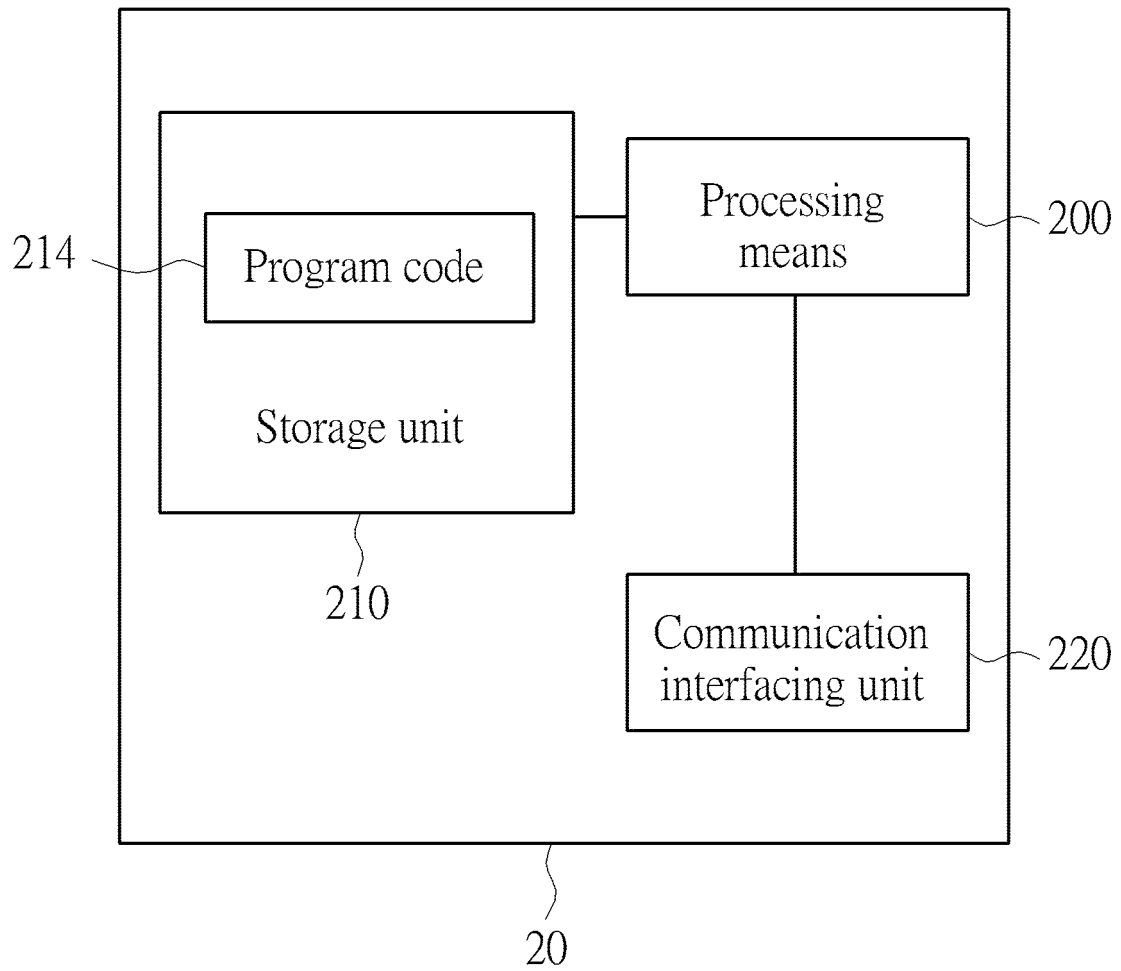 Processing
means
200
214
Program code
Storage unit
210
Communication
interfacing unit
220
20